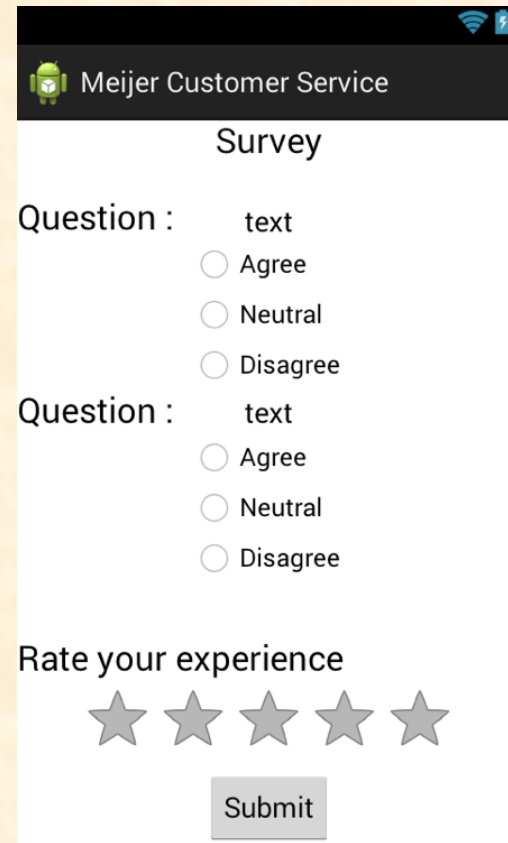 Meijer Customer Service
Survey
Question : text
Agree
Neutral
Disagree
Question : text
Agree
Neutral
Disagree
Rate your experience
Submit